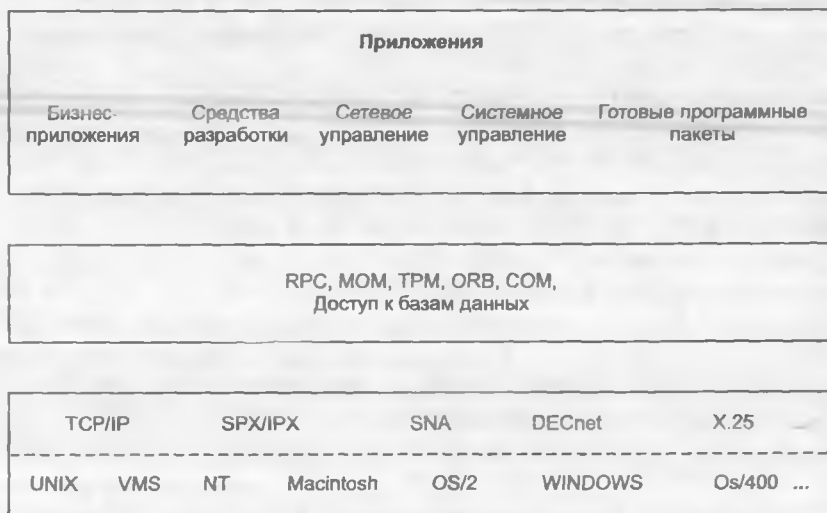 Приложения
Бизнес- Средства Сетевое Системное Готовые программные
приложения разработки управление управление пакеты
RPC, MOM, TPM, ORB, COM,
Доступ к базам данных
TCP/IP SPX/IPX SNA DECnet X.25 ...
UNIX VMS NT Macintosh OS/2 WINDOWS Os/400 ...